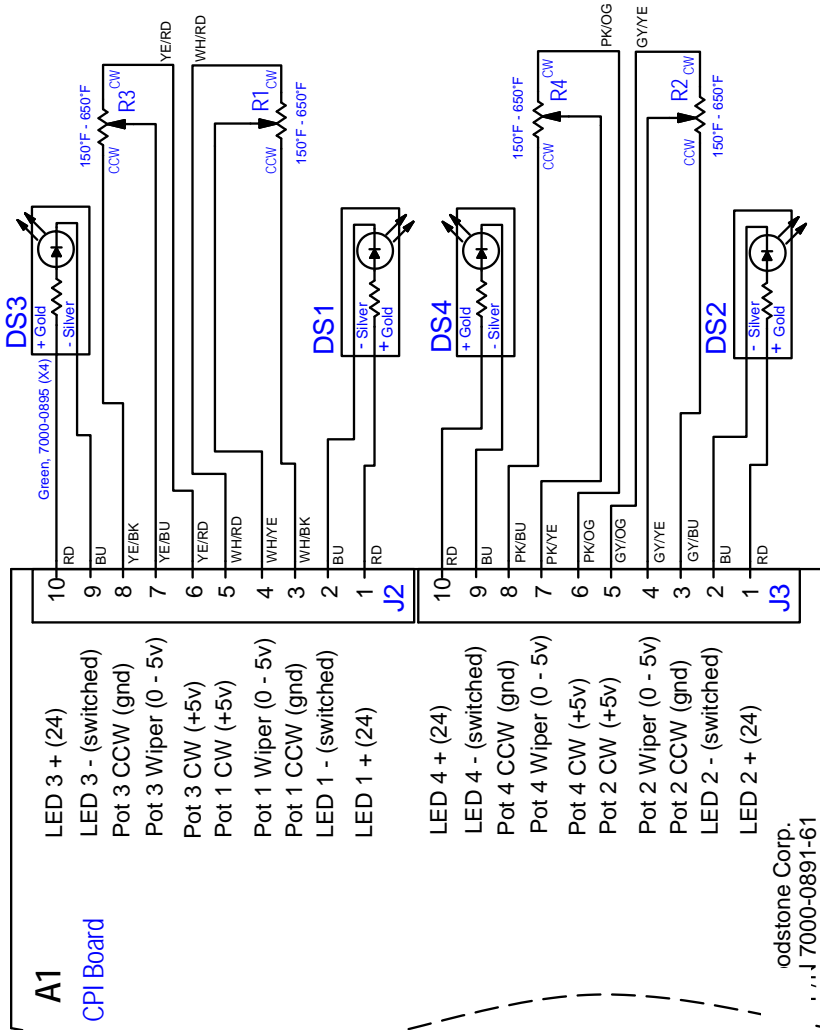 A1
CPI Board
LED 3 + (24)
LED 3 - (switched)
Pot 3 CCW (gnd)
Pot 3 Wiper (0 - 5v)
Pot 3 CW (+5v)
Pot 1 CW (+5v)
Pot 1 Wiper (0 - 5v)
Pot 1 CCW (gnd)
LED 1 - (switched)
LED 1 + (24)
10
9
8
7
6
5
4
3
2
1
J2
RD
BU
YE/BK
YE/BU
YE/RD
WH/RD
WH/YE
WH/BK
BU
RD
Green, 7000-0895 (X4)
DS3
+ Gold
- Silver
150°F - 650°F
CCW
R3
CW
YE/RD
WH/RD
CCW
R1
CW
150°F - 650°F
DS1
- Silver
+ Gold
LED 4 + (24)
LED 4 - (switched)
Pot 4 CCW (gnd)
Pot 4 Wiper (0 - 5v)
Pot 4 CW (+5v)
Pot 2 CW (+5v)
Pot 2 Wiper (0 - 5v)
Pot 2 CCW (gnd)
LED 2 - (switched)
LED 2 + (24)
10
9
8
7
6
5
4
3
2
1
J3
RD
BU
PK/BU
PK/YE
PK/OG
GY/OG
GY/YE
GY/BU
BU
RD
DS4
+ Gold
- Silver
150°F - 650°F
CCW
R4
CW
PK/OG
GY/YE
CCW
R2
CW
150°F - 650°F
DS2
- Silver
+ Gold
odstone Corp.
7000-0891-61